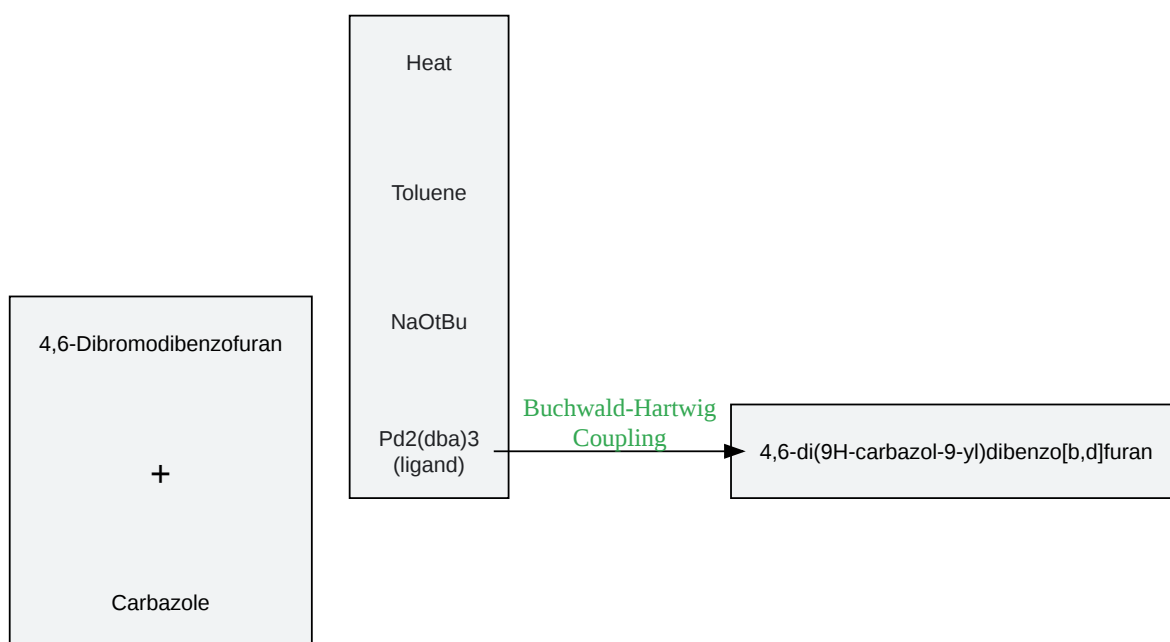 Heat
Toluene
NaOtBu
Pd2(dba)3
(ligand)
4,6-Dibromodibenzofuran
+
Carbazole
Buchwald-Hartwig
Coupling
4,6-di(9H-carbazol-9-yl)dibenzo[b,d]furan